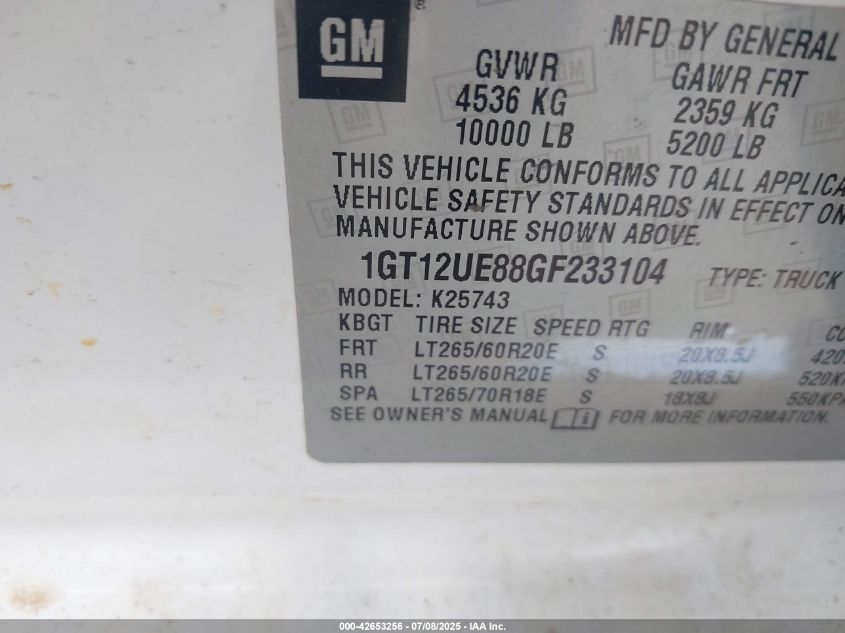 GM
MFD BY GENERAL
GVWR
4536 KG
10000 LB
GAWR FRT
2359 KG
5200 LB
THIS VEHICLE CONFORMS TO ALL APPLICA
VEHICLE SAFETY STANDARDS IN EFFECT ON
MANUFACTURE SHOWN ABOVE.
1GT12UE88GF233104 TYPE: TRUCK
MODEL: K25743
KBGT TIRE SIZE SPEED RTG RIM CO
FRT LT265/60R20E S 20X8.5J 420
RR LT265/60R20E S 20X8.5J 520K
SPA LT265/70R18E S 18X8J 550KPA
SEE OWNER'S MANUAL FOR MORE INFORMATION.
000-42653256 - 07/08/2025 - IAA Inc.